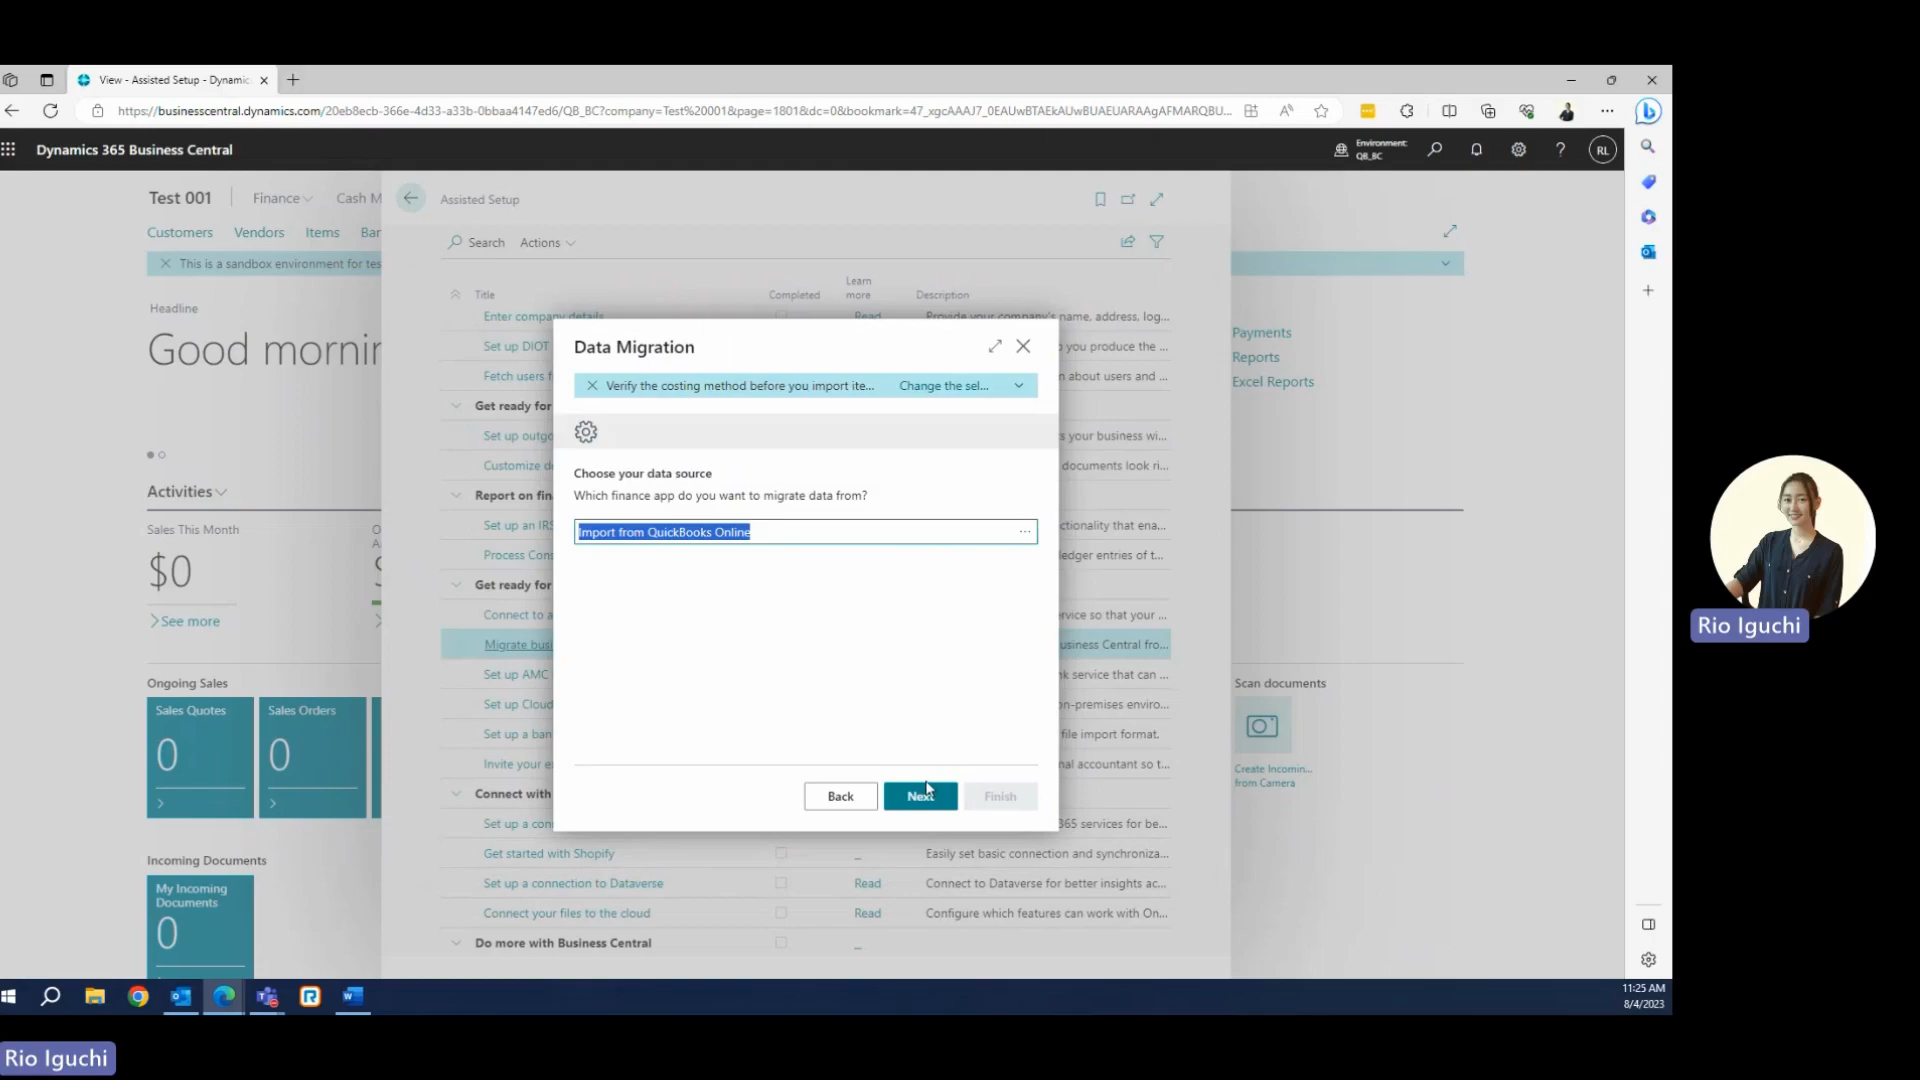 View - Assisted Setup - Dynamic
https://businesscentral.dynamics.com/20eb8ecb-366e-4d33-a33b-0bbaa4147ed6/QB_BC?company=Test%20001&page=1801&dc=0&bookmark=47_xgcAAAJ7_0EAUwBTAEkAUwBUAEUARAAgAFMARQBU...
Dynamics 365 Business Central
Environment:
QB_BC
RL
Test 001
Finance
Cash M
Assisted Setup
Customers
Vendors
Items
Ban
Search
Actions
This is a sandbox environment for tes
Title
Completed
Learn
more
Description
Headline
Good mornin
Enter company details
Read
Provide your company's name, address, log...
Set up DIOT
you produce the ...
Fetch users f
n about users and ...
Get ready for
Set up outgo
s your business wi...
Customize d
documents look ri...
Report on fin
Set up an IRS
ctionality that ena...
Process Cons
ledger entries of t...
Get ready for
Connect to a
rvice so that your ...
Migrate busi
usiness Central fro...
Set up AMC
nk service that can ...
Set up Cloud
on-premises enviro...
Set up a ban
file import format.
Invite your e
nal accountant so t...
Connect with
Set up a con
365 services for be...
Get started with Shopify
_
Easily set basic connection and synchroniza...
Set up a connection to Dataverse
Read
Connect to Dataverse for better insights ac...
Connect your files to the cloud
Read
Configure which features can work with On...
Do more with Business Central
_
Data Migration
Verify the costing method before you import ite...
Change the sel...
Choose your data source
Which finance app do you want to migrate data from?
Import from QuickBooks Online
...
Back
Next
Finish
Activities
Sales This Month
$0
See more
Ongoing Sales
Sales Quotes
0
Sales Orders
0
Incoming Documents
My Incoming
Documents
0
Payments
Reports
Excel Reports
Scan documents
Create Incomin...
from Camera
11:25 AM
8/4/2023
Rio Iguchi
Rio Iguchi